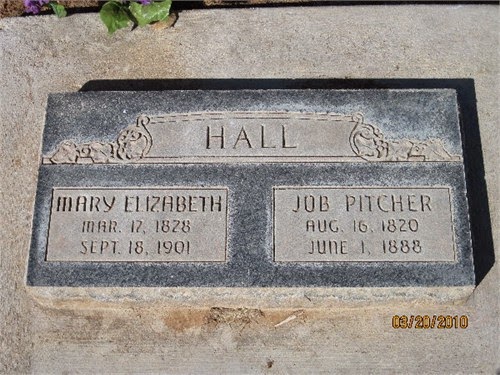 HALL
MARY ELIZABETH
MAR. 17, 1828
SEPT. 18, 1901
JOB PITCHER
AUG. 16, 1820
JUNE 1, 1888
03/20/2010